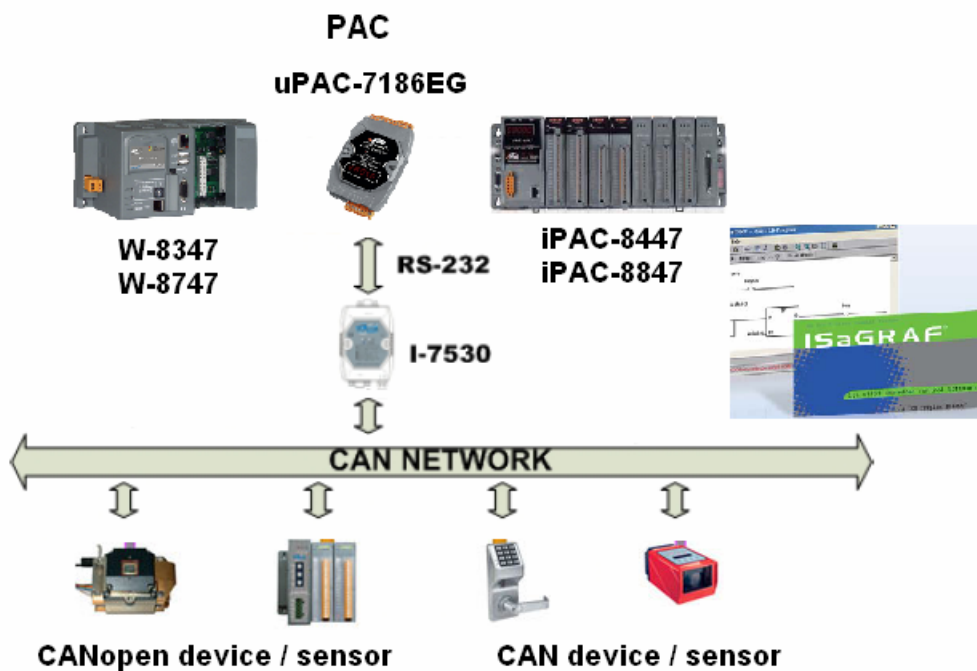 PAC
uPAC-7186EG
W-8347
W-8747
RS-232
iPAC-8447
iPAC-8847
I-7530
ISaGRAF
CAN NETWORK
CANopen device / sensor
CAN device / sensor